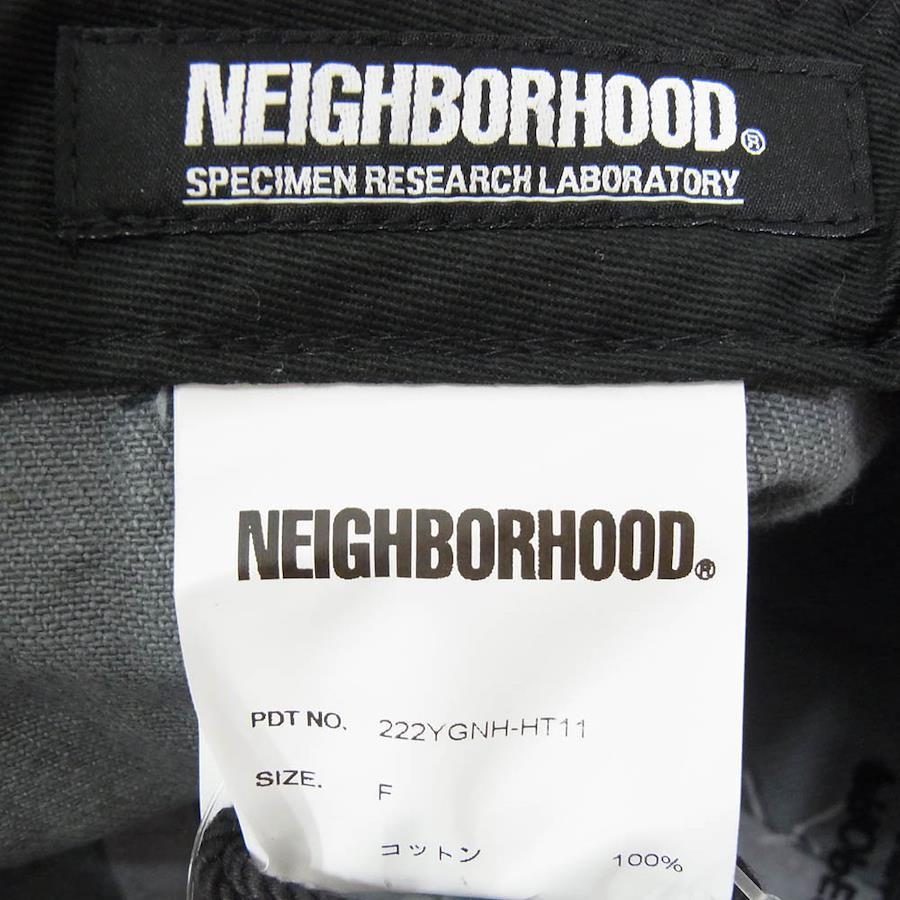 NEIGHBORHOOD®
SPECIMEN RESEARCH LABORATORY
NEIGHBORHOOD®
PDT NO. 222YGNH-HT11
SIZE. F
コットン 100%